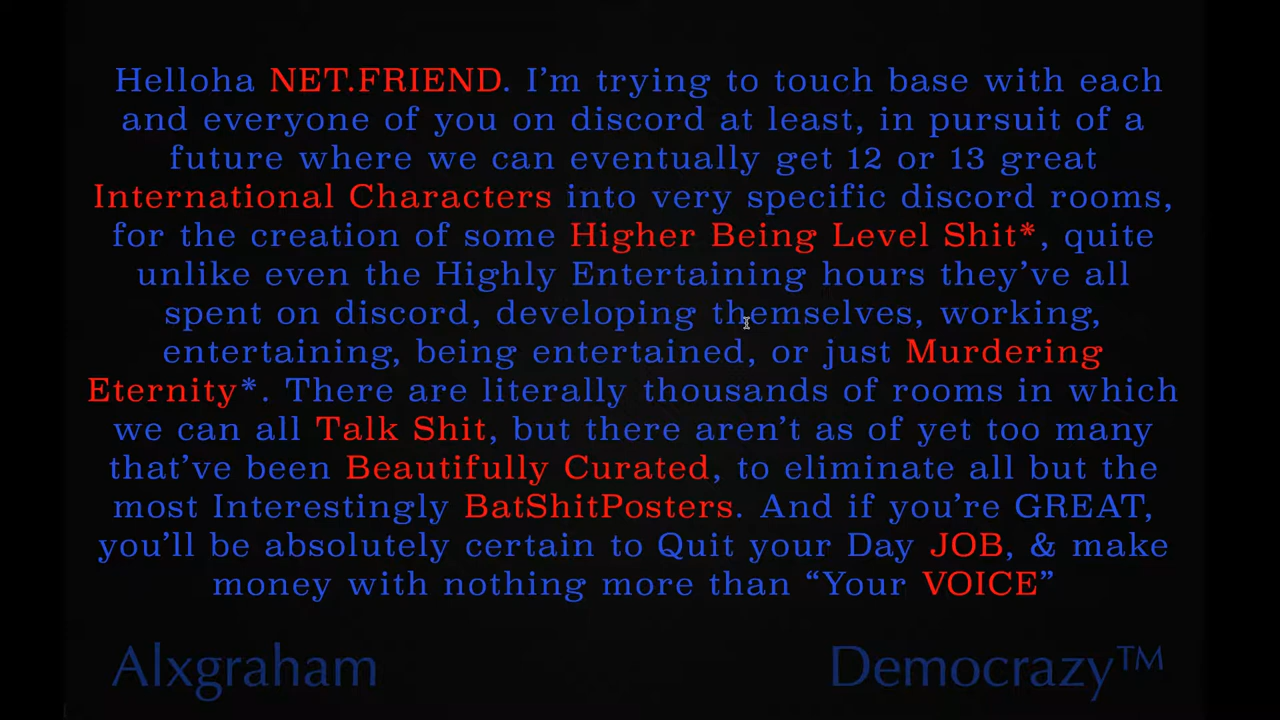 Helloha NET.FRIEND. I’m trying to touch base with each
and everyone of you on discord at least, in pursuit of a
future where we can eventually get 12 or 13 great
International Characters into very specific discord rooms,
for the creation of some Higher Being Level Shit*, quite
unlike even the Highly Entertaining hours they’ve all
spent on discord, developing themselves, working,
entertaining, being entertained, or just Murdering
Eternity*. There are literally thousands of rooms in which
we can all Talk Shit, but there aren’t as of yet too many
that’ve been Beautifully Curated, to eliminate all but the
most Interestingly BatShitPosters. And if you’re GREAT,
you’ll be absolutely certain to Quit your Day JOB, & make
money with nothing more than “Your VOICE”
Alxgraham
Democrazy™